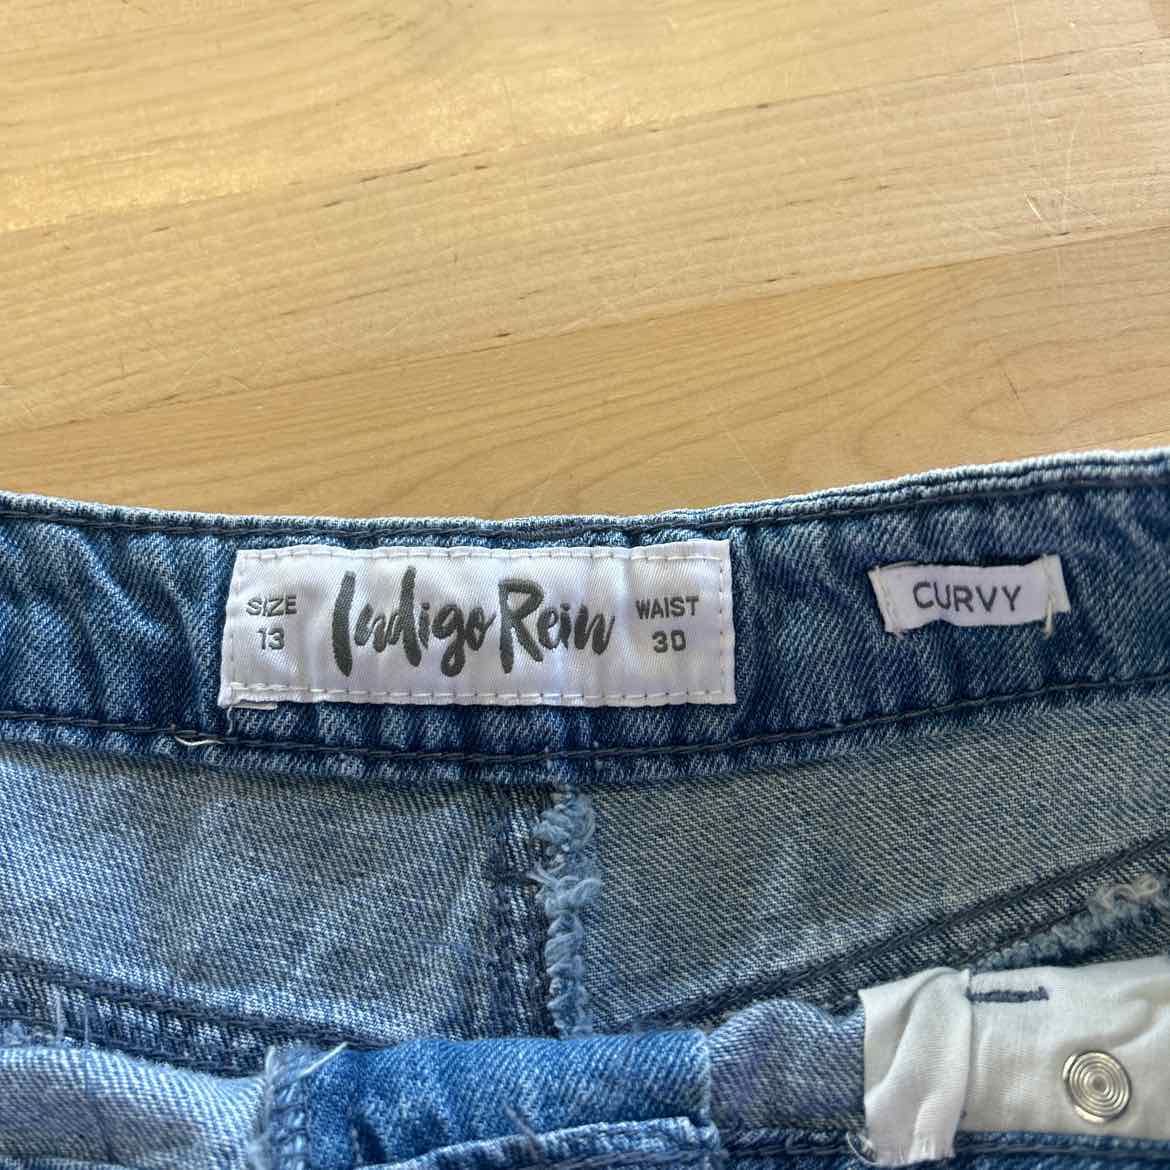 SIZE
13
Indigo Rein
WAIST
30
CURVY